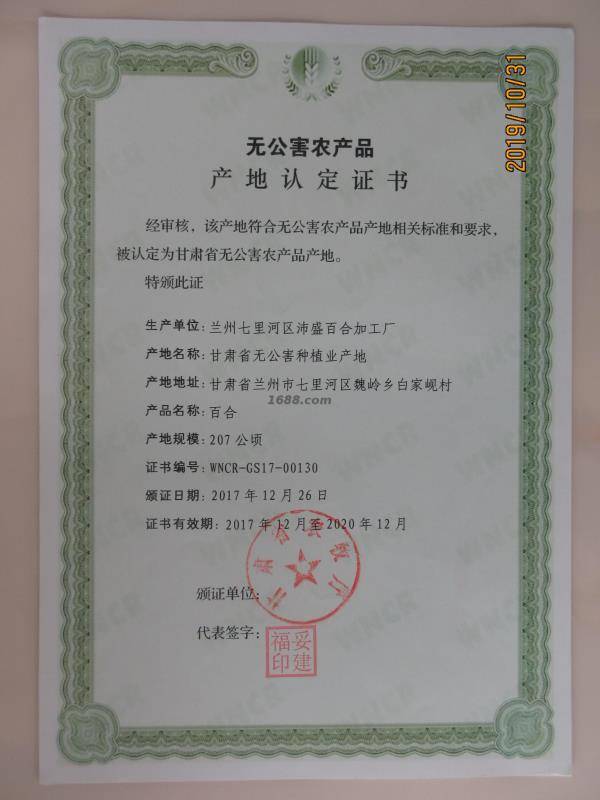 2019/10/31
无公害农产品
产地认定证书
经审核，该产地符合无公害农产品产地相关标准和要求，
被认定为甘肃省无公害农产品产地。
特颁此证
生产单位：兰州七里河区沛盛百合加工厂
产地名称：甘肃省无公害种植业产地
产地地址：甘肃省兰州市七里河区魏岭乡白家岘村
1688.com
产品名称：百合
产地规模：207 公顷
证书编号：WNCR-GS17-00130
颁证日期：2017 年 12 月 26 日
证书有效期：2017 年 12 月至 2020 年 12 月
甘肃省农牧厅
颁证单位：
代表签字：
妥建福印